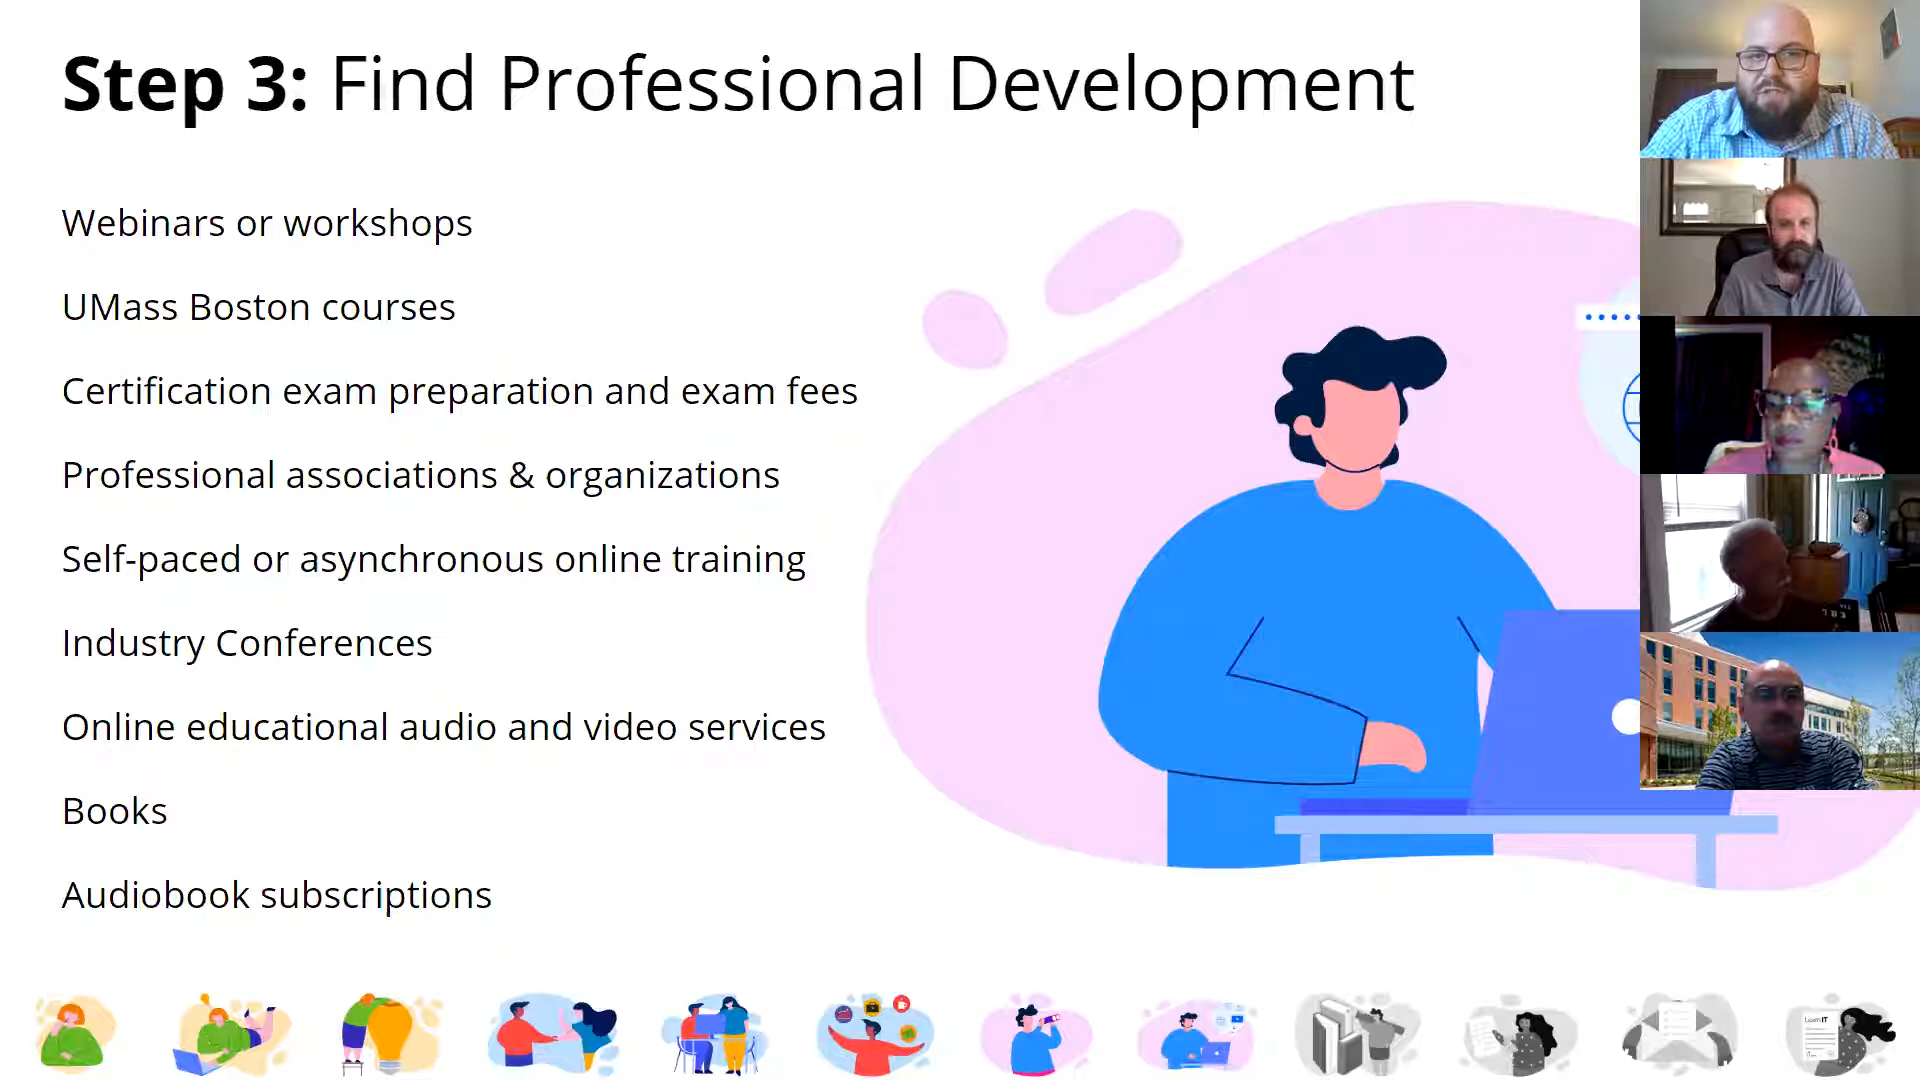 Step 3: Find Professional Development
Webinars or workshops
UMass Boston courses
Certification exam preparation and exam fees
Professional associations & organizations
Self-paced or asynchronous online training
Industry Conferences
Online educational audio and video services
Books
Audiobook subscriptions
LearnIT